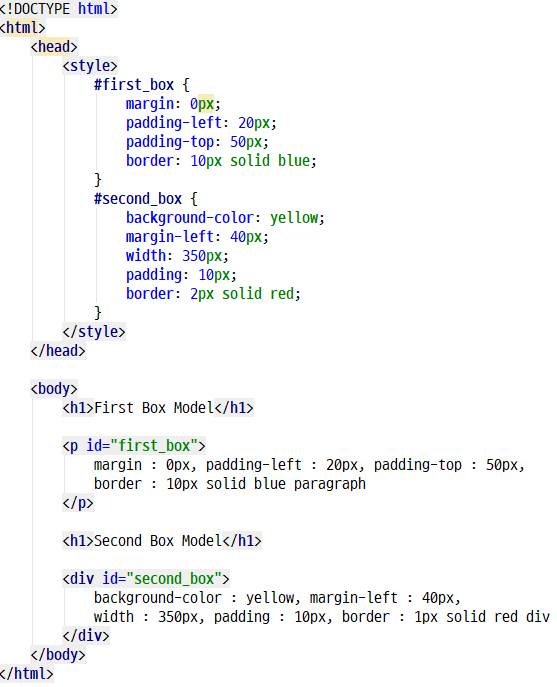 <!DOCTYPE html>
<html>
    <head>
        <style>
            #first_box {
                margin: 0px;
                padding-left: 20px;
                padding-top: 50px;
                border: 10px solid blue;
            }
            #second_box {
                background-color: yellow;
                margin-left: 40px;
                width: 350px;
                padding: 10px;
                border: 2px solid red;
            }
        </style>
    </head>

    <body>
        <h1>First Box Model</h1>

        <p id="first_box">
            margin : 0px, padding-left : 20px, padding-top : 50px,
            border : 10px solid blue paragraph
        </p>

        <h1>Second Box Model</h1>

        <div id="second_box">
            background-color : yellow, margin-left : 40px,
            width : 350px, padding : 10px, border : 1px solid red div
        </div>
    </body>
</html>